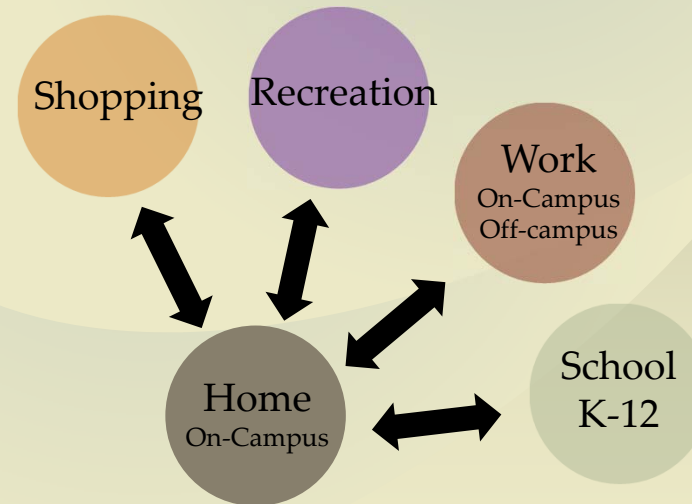 Shopping
Recreation
Work
On-Campus
Off-campus
School
K-12
Home
On-Campus